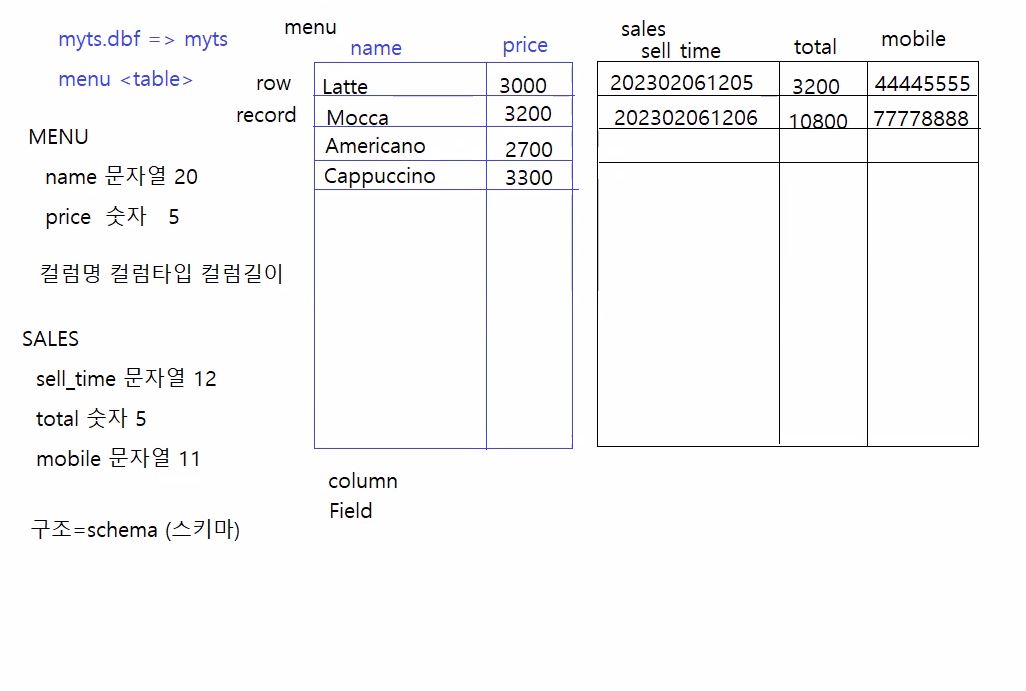 myts.dbf => myts
menu <table>
MENU
name 문자열 20
price 숫자 5
컬럼명 컬럼타입 컬럼길이
SALES
sell_time 문자열 12
total 숫자 5
mobile 문자열 11
구조=schema (스키마)
menu
name price
row Latte 3000
record Mocca 3200
Americano 2700
Cappuccino 3300
column
Field
sales
sell time total mobile
202302061205 3200 44445555
202302061206 10800 77778888